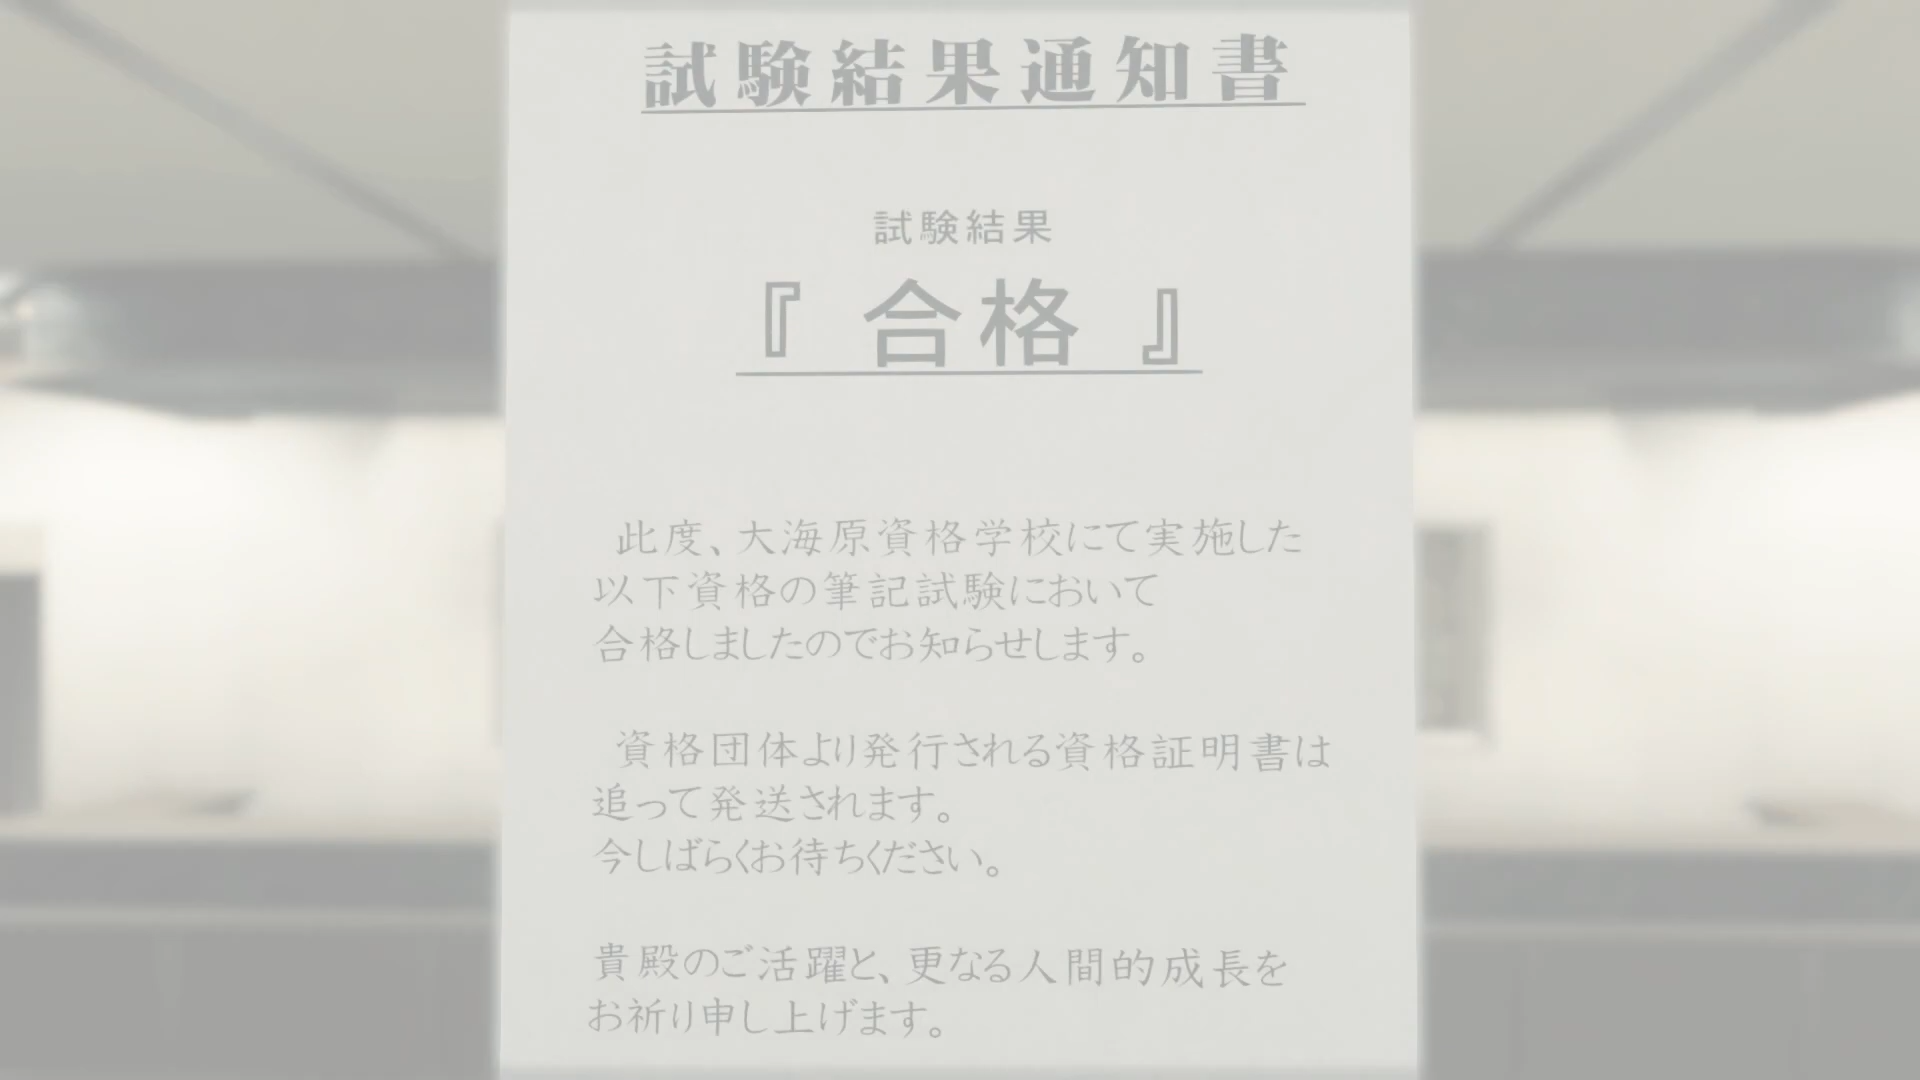 試験結果通知書
試験結果
『合格』
此度、大海原資格学校にて実施した
以下資格の筆記試験において
合格しましたのでお知らせします。
資格団体より発行される資格証明書は
追って発送されます。
今しばらくお待ちください。
貴殿のご活躍と、更なる人間的成長を
お祈り申し上げます。